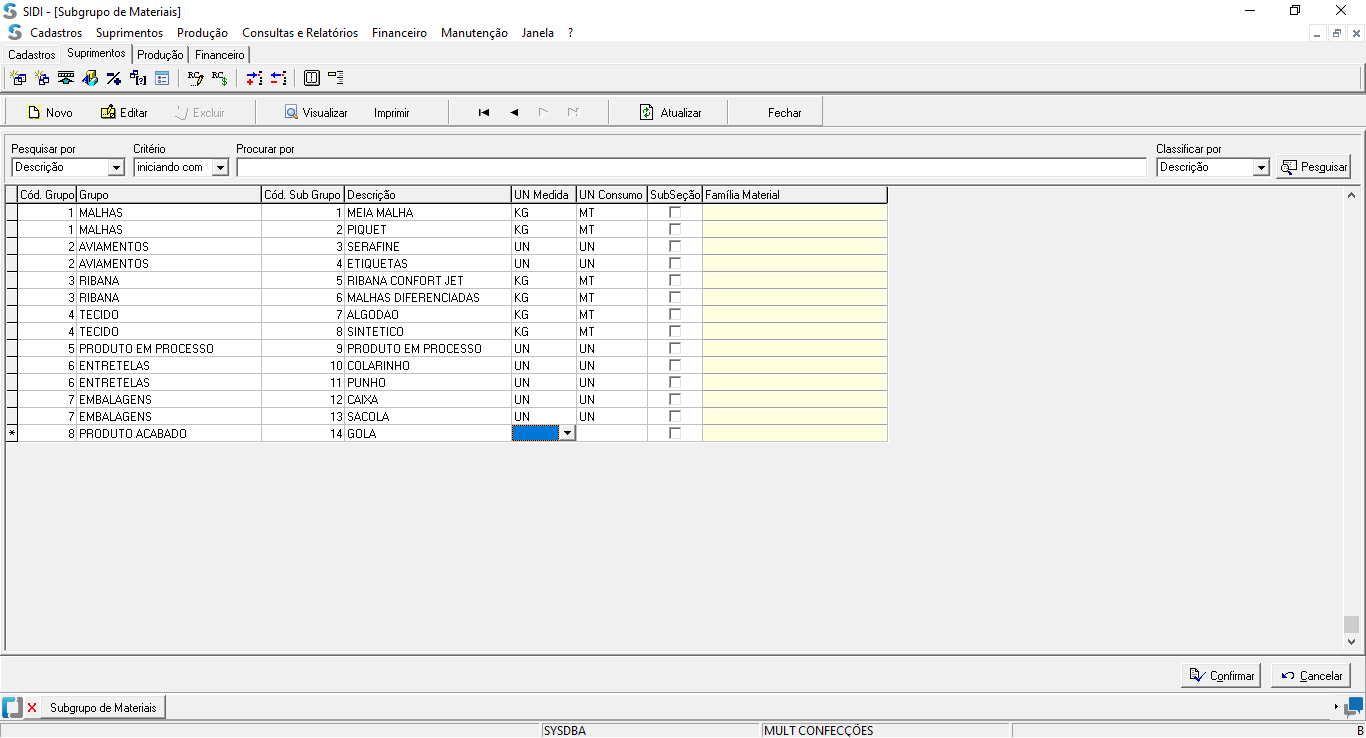 SIDI - [Subgrupo de Materiais]
Cadastros Suprimentos Produção Consultas e Relatórios Financeiro Manutenção Janela ?
Cadastros Suprimentos Produção Financeiro
Novo Editar Excluir Visualizar Imprimir Atualizar Fechar
Pesquisar por Critério Procurar por Classificar por
Descrição iniciando com Descrição Pesquisar
Cód. Grupo Grupo Cód. Sub Grupo Descrição UN Medida UN Consumo SubSeção Família Material
1 MALHAS 1 MEIA MALHA KG MT
1 MALHAS 2 PIQUET KG MT
2 AVIAMENTOS 3 SERAFINE UN UN
2 AVIAMENTOS 4 ETIQUETAS UN UN
3 RIBANA 5 RIBANA CONFORT JET KG MT
3 RIBANA 6 MALHAS DIFERENCIADAS KG MT
4 TECIDO 7 ALGODAO KG MT
4 TECIDO 8 SINTETICO KG MT
5 PRODUTO EM PROCESSO 9 PRODUTO EM PROCESSO UN UN
6 ENTRETELAS 10 COLARINHO UN UN
6 ENTRETELAS 11 PUNHO UN UN
7 EMBALAGENS 12 CAIXA UN UN
7 EMBALAGENS 13 SACOLA UN UN
* 8 PRODUTO ACABADO 14 GOLA
Confirmar Cancelar
Subgrupo de Materiais
SYSDBA MULT CONFECÇÕES B